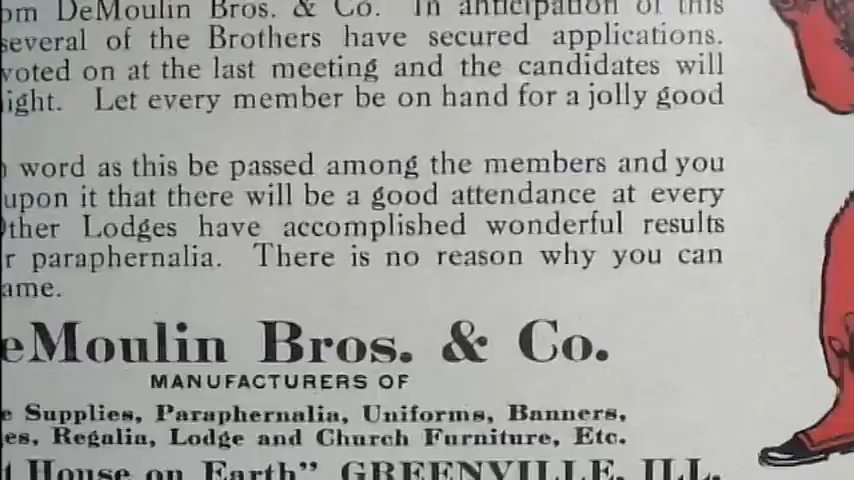 om DeMoulin Bros. & Co. In anticipation of this
several of the Brothers have secured applications.
voted on at the last meeting and the candidates will
ight. Let every member be on hand for a jolly good
word as this be passed among the members and you
upon it that there will be a good attendance at every
ther Lodges have accomplished wonderful results
r paraphernalia. There is no reason why you can
ame.
eMoulin Bros. & Co.
MANUFACTURERS OF
e Supplies, Paraphernalia, Uniforms, Banners,
es, Regalia, Lodge and Church Furniture, Etc.
t House on Earth" GREENVILLE, ILL.